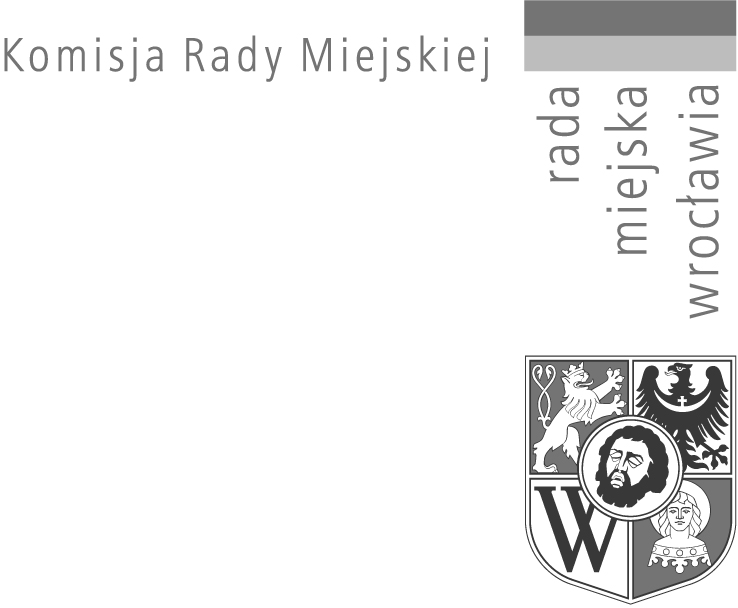 Komisja Rady Miejskiej
rada
miejska
wrocławia
W